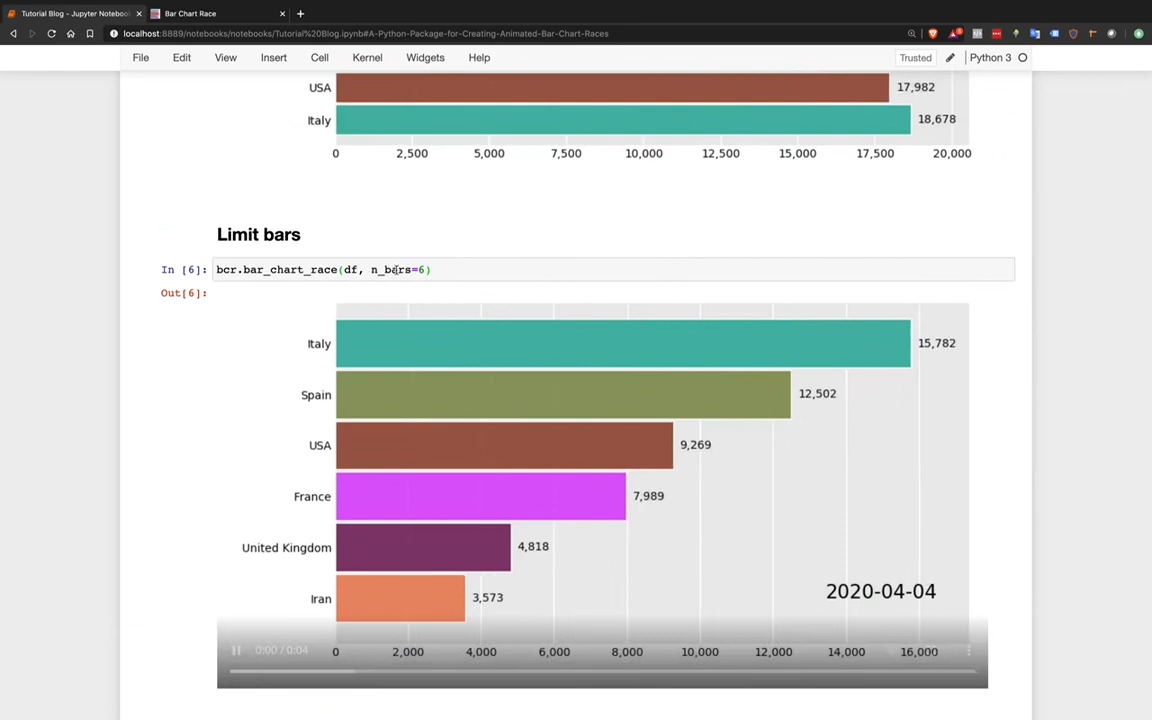 Tutorial Blog - Jupyter Noteboo
Bar Chart Race
localhost:8889/notebooks/notebooks/Tutorial%20Blog.ipynb#A-Python-Package-for-Creating-Animated-Bar-Chart-Races
File Edit View Insert Cell Kernel Widgets Help Trusted Python 3
USA 17,982
Italy 18,678
0 2,500 5,000 7,500 10,000 12,500 15,000 17,500 20,000
Limit bars
In [6]: bcr.bar_chart_race(df, n_bars=6)
Out[6]:
Italy 15,782
Spain 12,502
USA 9,269
France 7,989
United Kingdom 4,818
Iran 3,573
2020-04-04
0:00 / 0:04
0 2,000 4,000 6,000 8,000 10,000 12,000 14,000 16,000